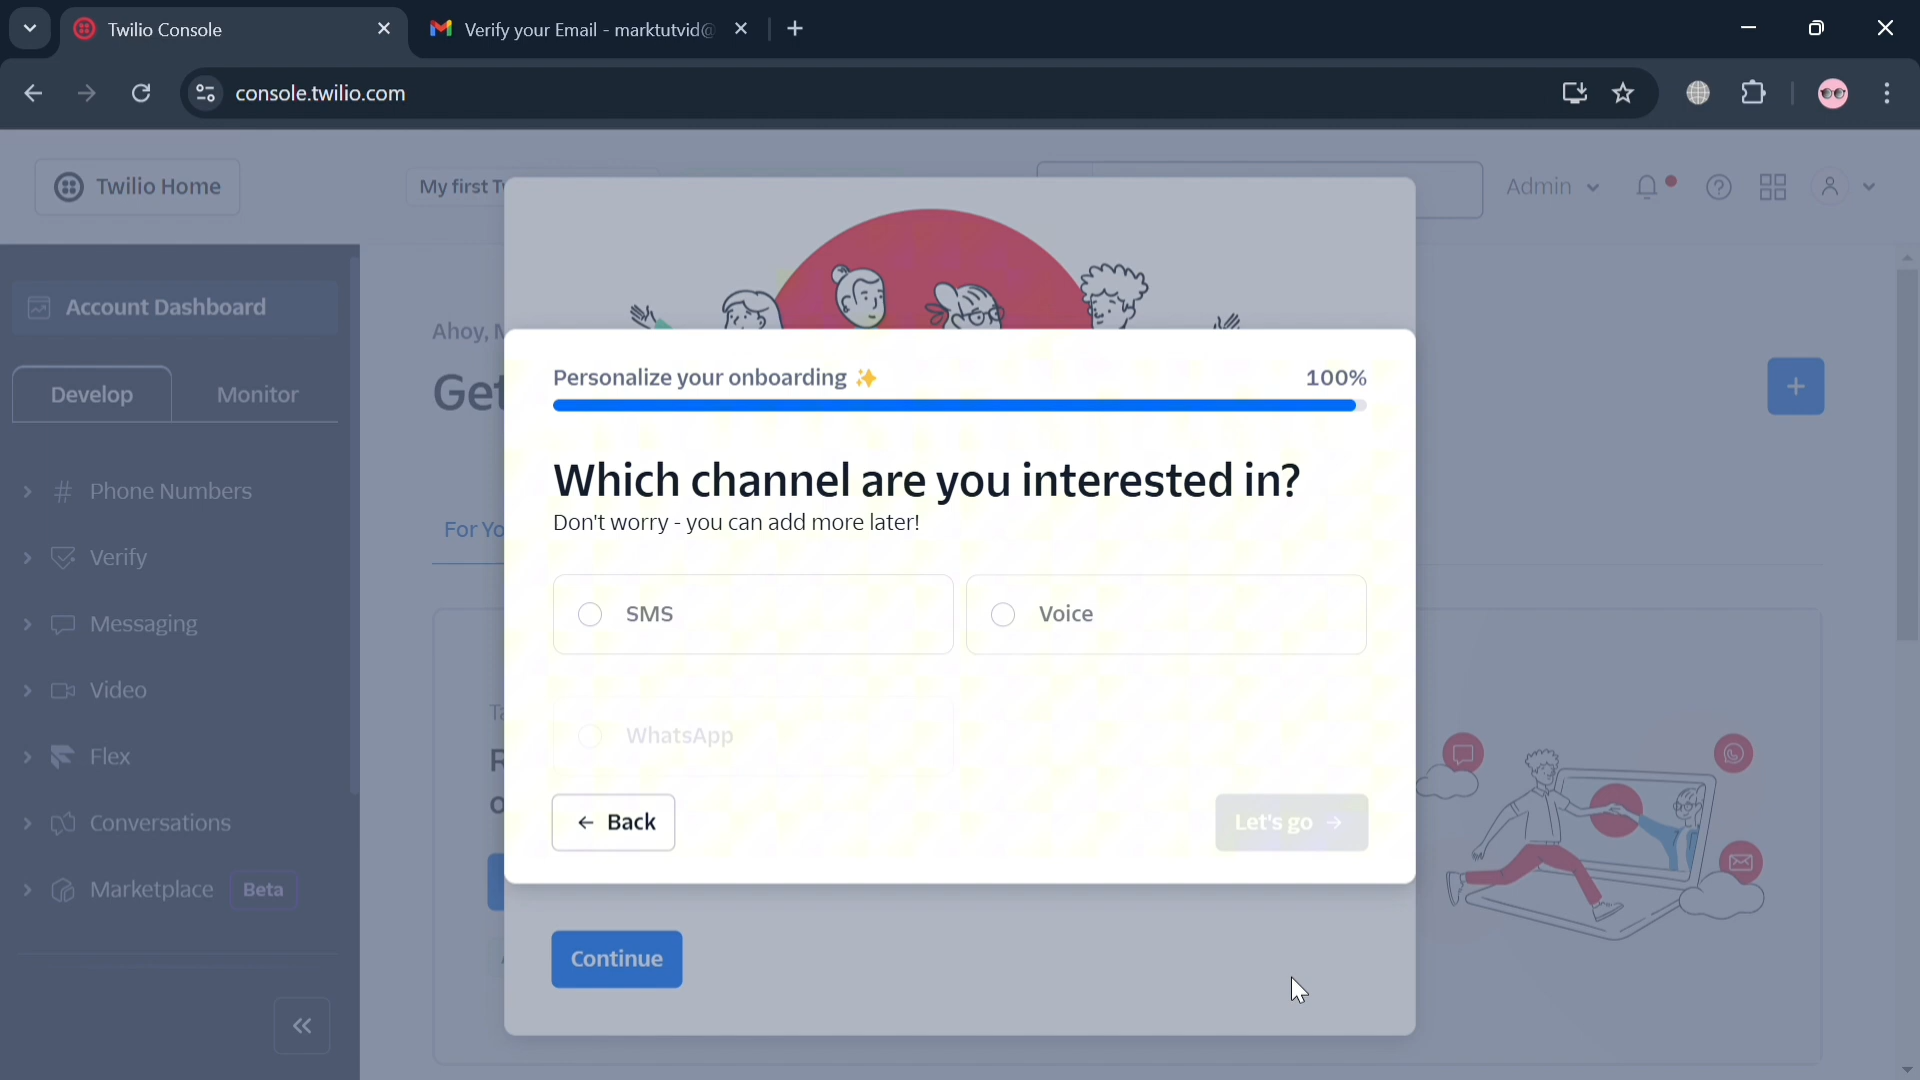 Twilio Console
Verify your Email - marktutvid@
console.twilio.com
Twilio Home
My first Tw
Admin
Account Dashboard
Develop
Monitor
Phone Numbers
Verify
Messaging
Video
Flex
Conversations
Marketplace
Beta
Ahoy, M
Get
For Yo
Personalize your onboarding ✨
100%
Which channel are you interested in?
Don't worry - you can add more later!
SMS
Voice
WhatsApp
← Back
Let's go →
Continue